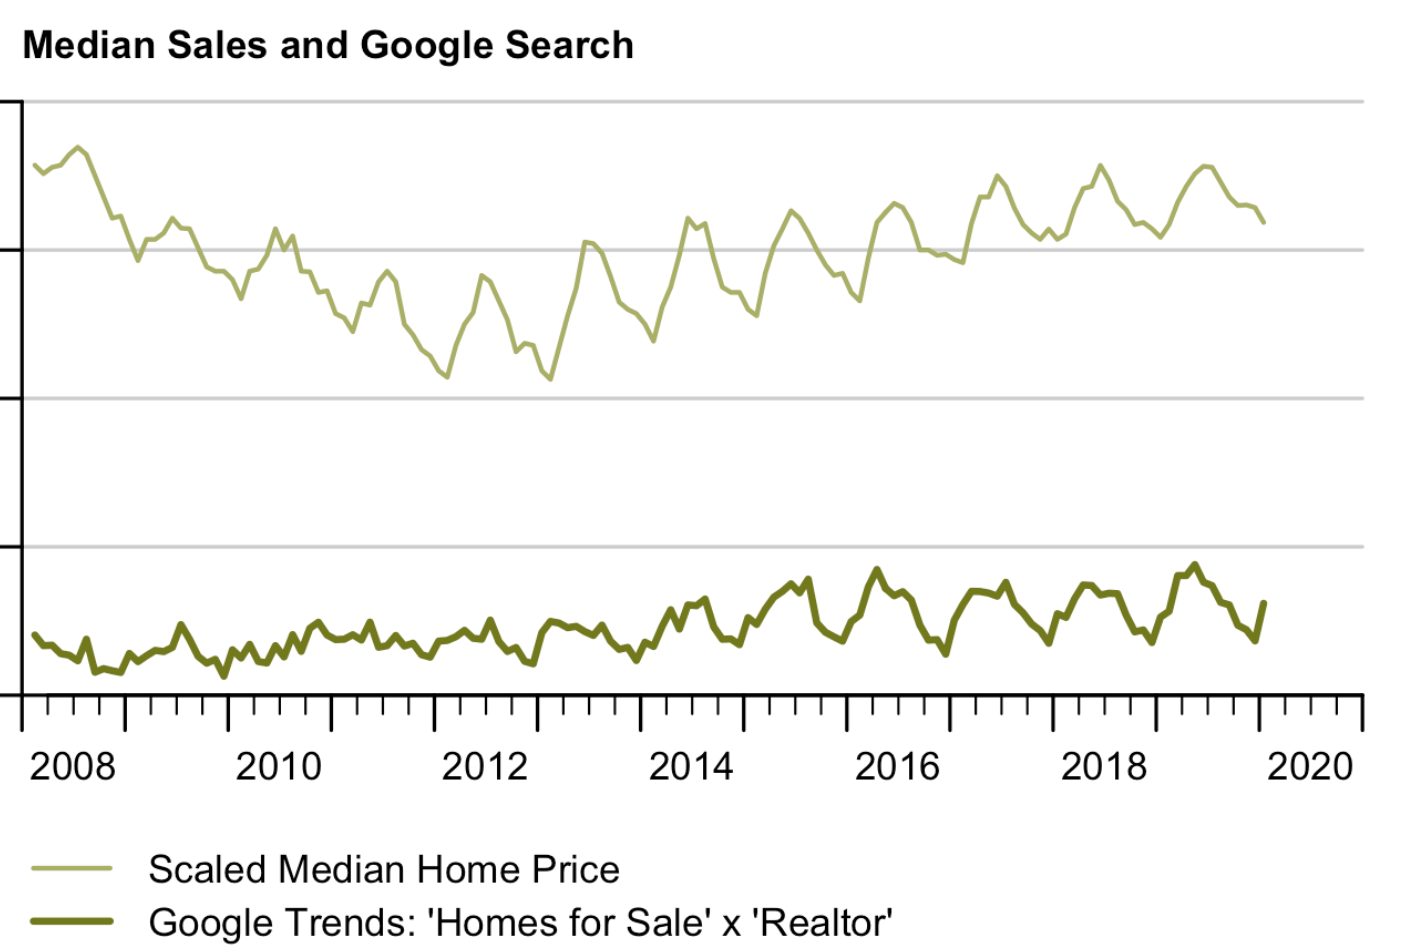 Median Sales and Google Search
2008 2010 2012 2014 2016 2018 2020
Scaled Median Home Price
Google Trends: 'Homes for Sale' x 'Realtor'